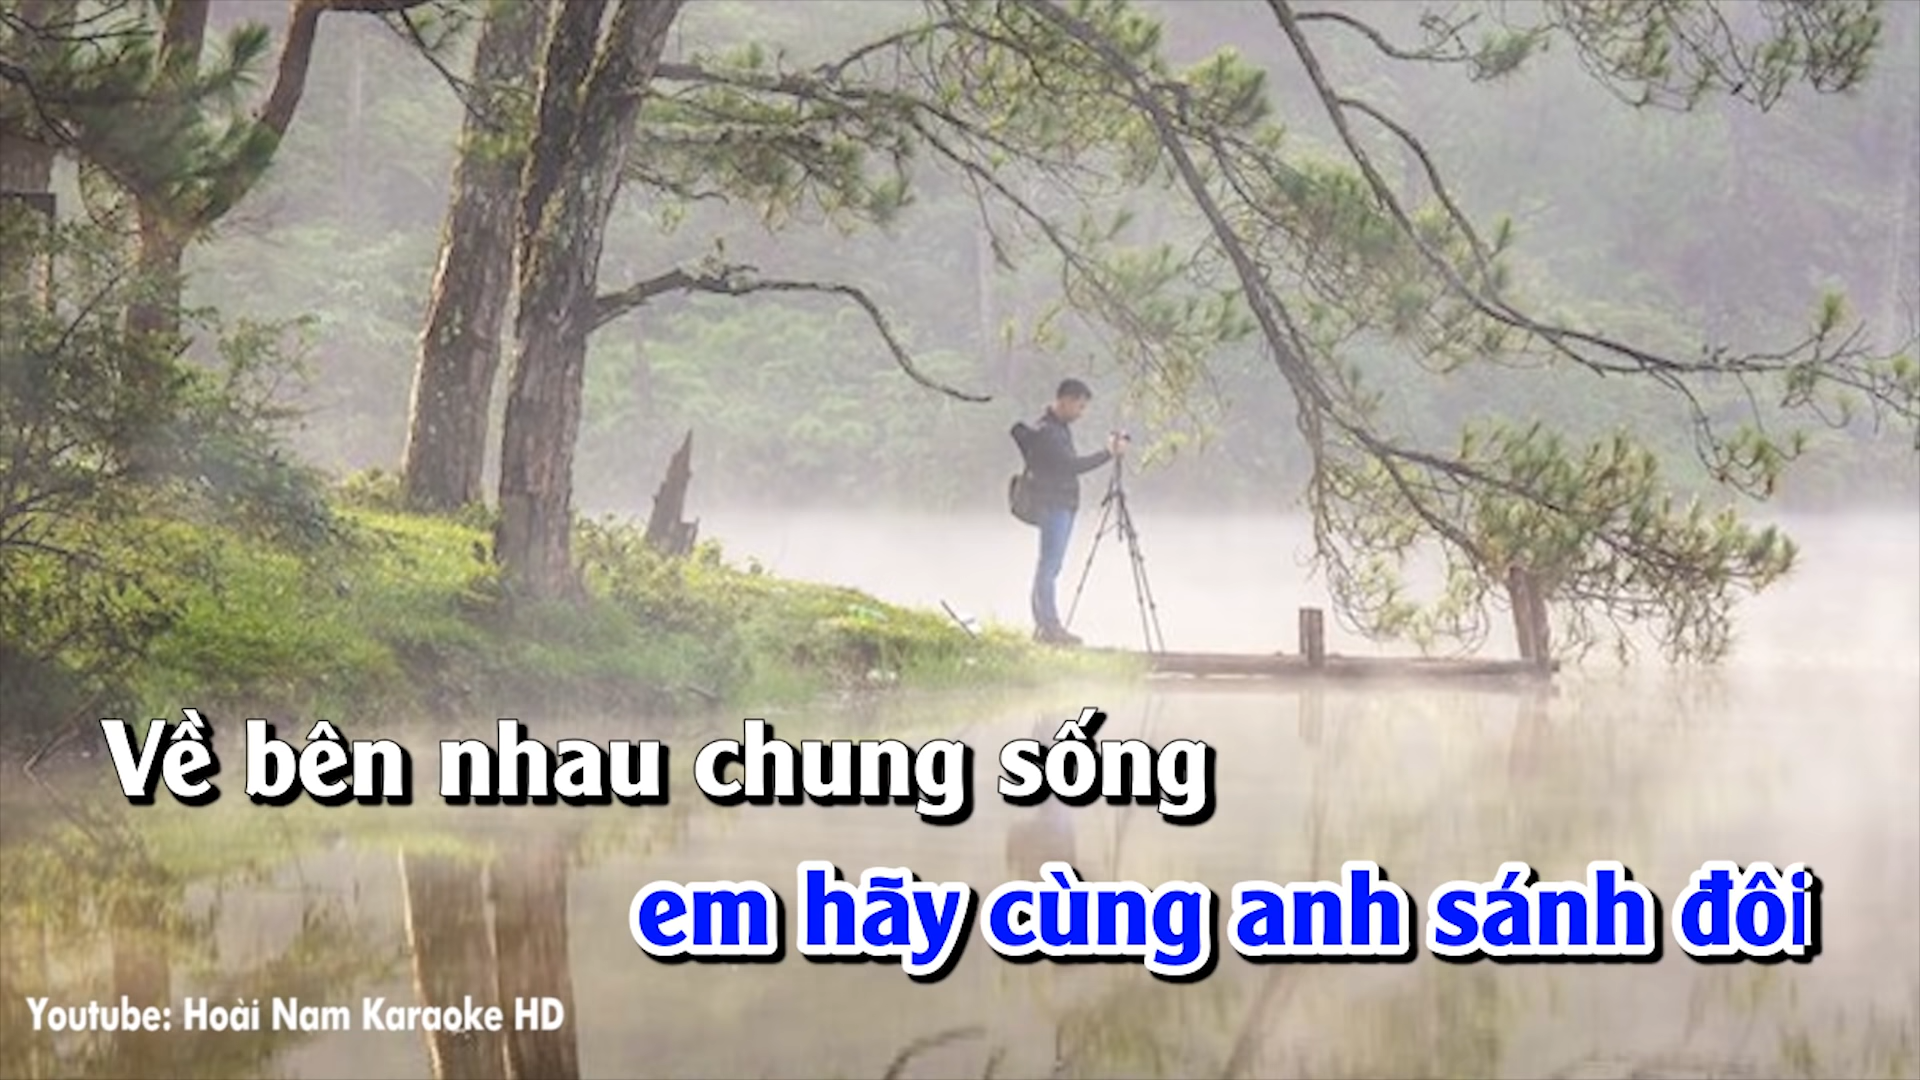 Về bên nhau chung sống
em hãy cùng anh sánh đôi
Youtube: Hoài Nam Karaoke HD